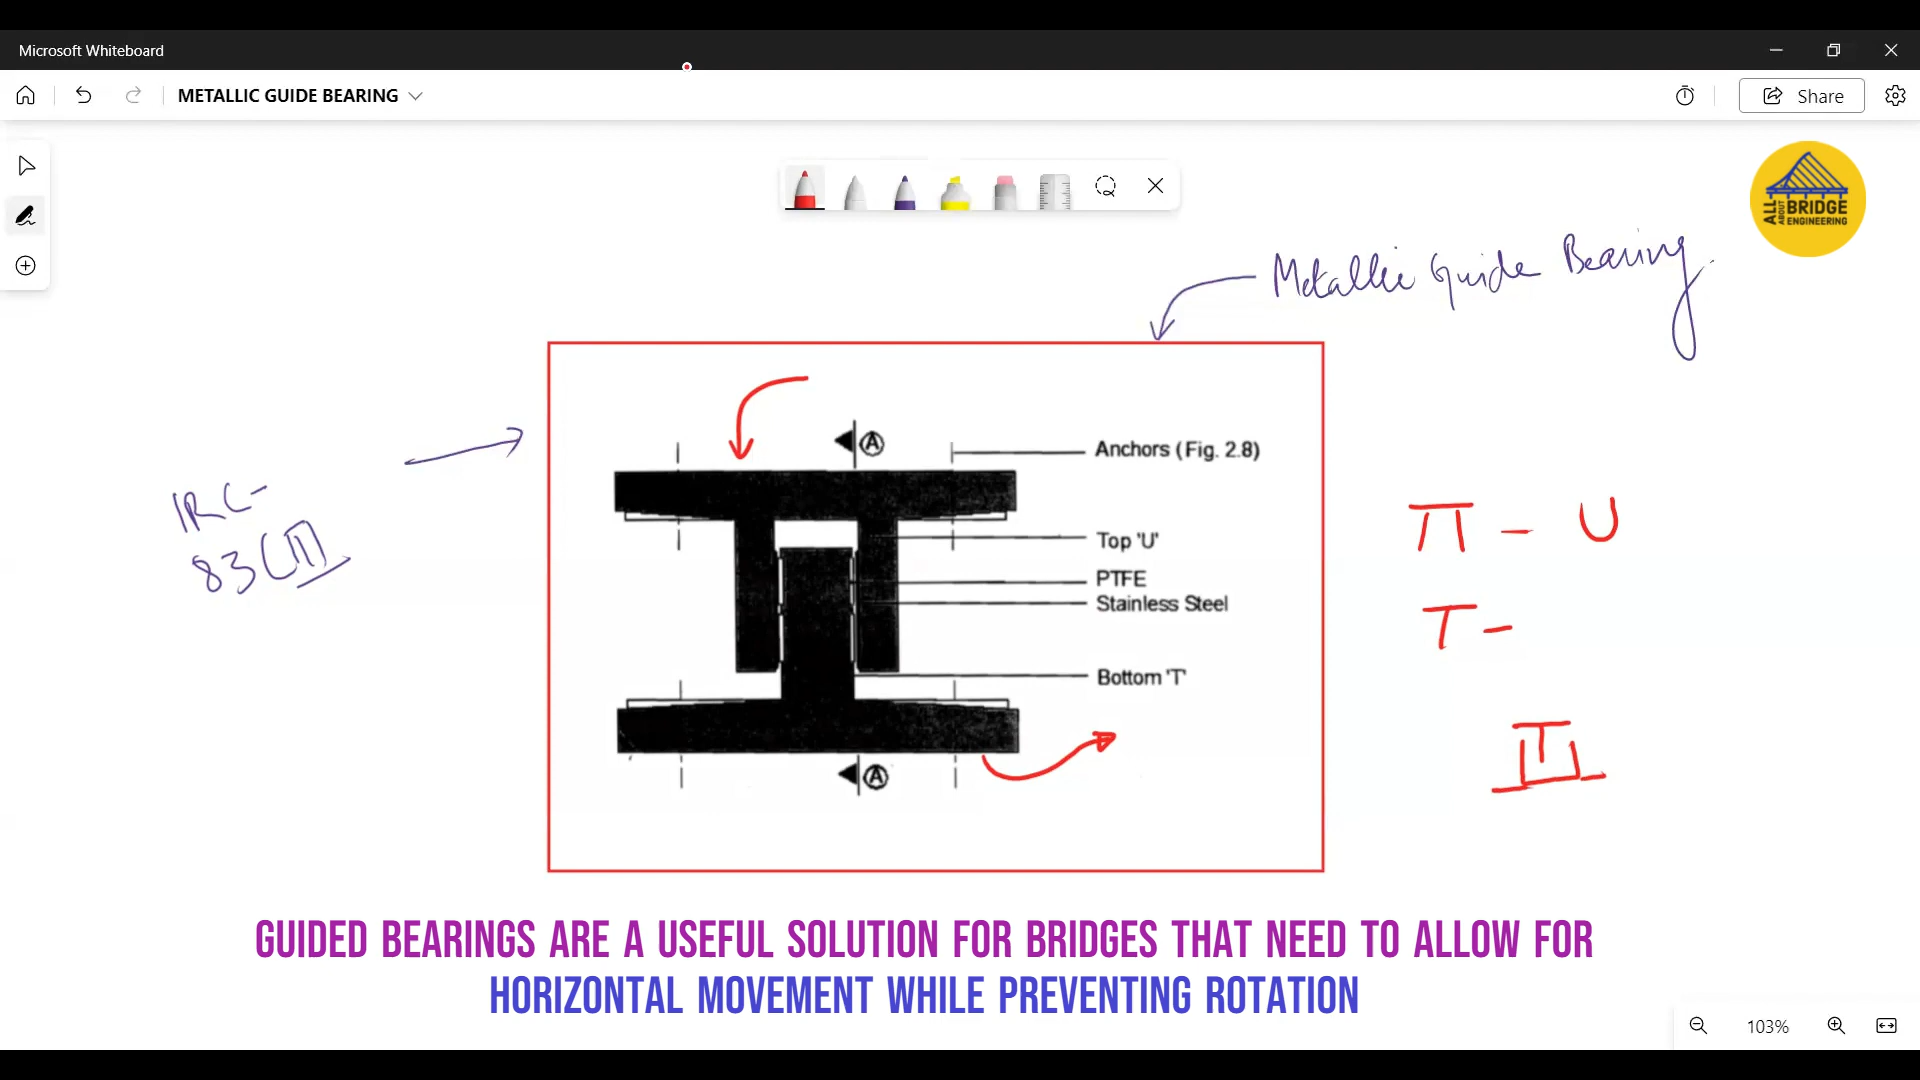 Microsoft Whiteboard
METALLIC GUIDE BEARING
Share
ALL ABOUT BRIDGE ENGINEERING
Metallic Guide Bearing
A
Anchors (Fig. 2.8)
IRC-
83(II)
Top 'U'
PTFE
Stainless Steel
Bottom 'T'
A
Π - U
T -
GUIDED BEARINGS ARE A USEFUL SOLUTION FOR BRIDGES THAT NEED TO ALLOW FOR
HORIZONTAL MOVEMENT WHILE PREVENTING ROTATION
103%